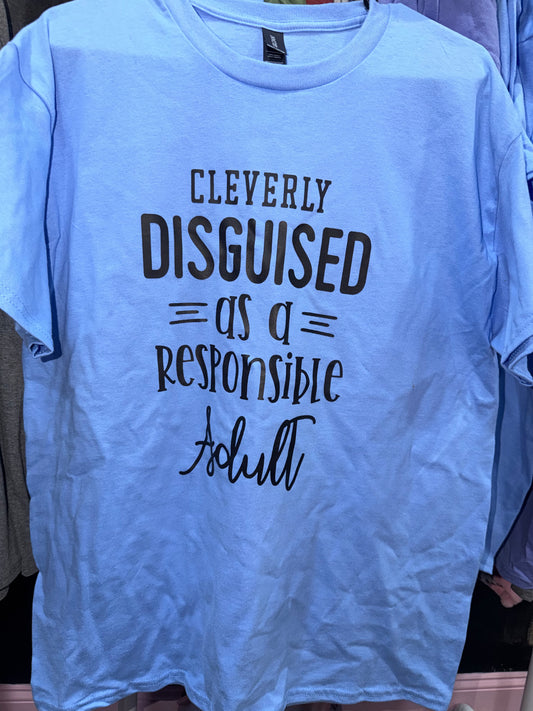 CLEVERLY
DISGUISED
as a
Responsible
Adult